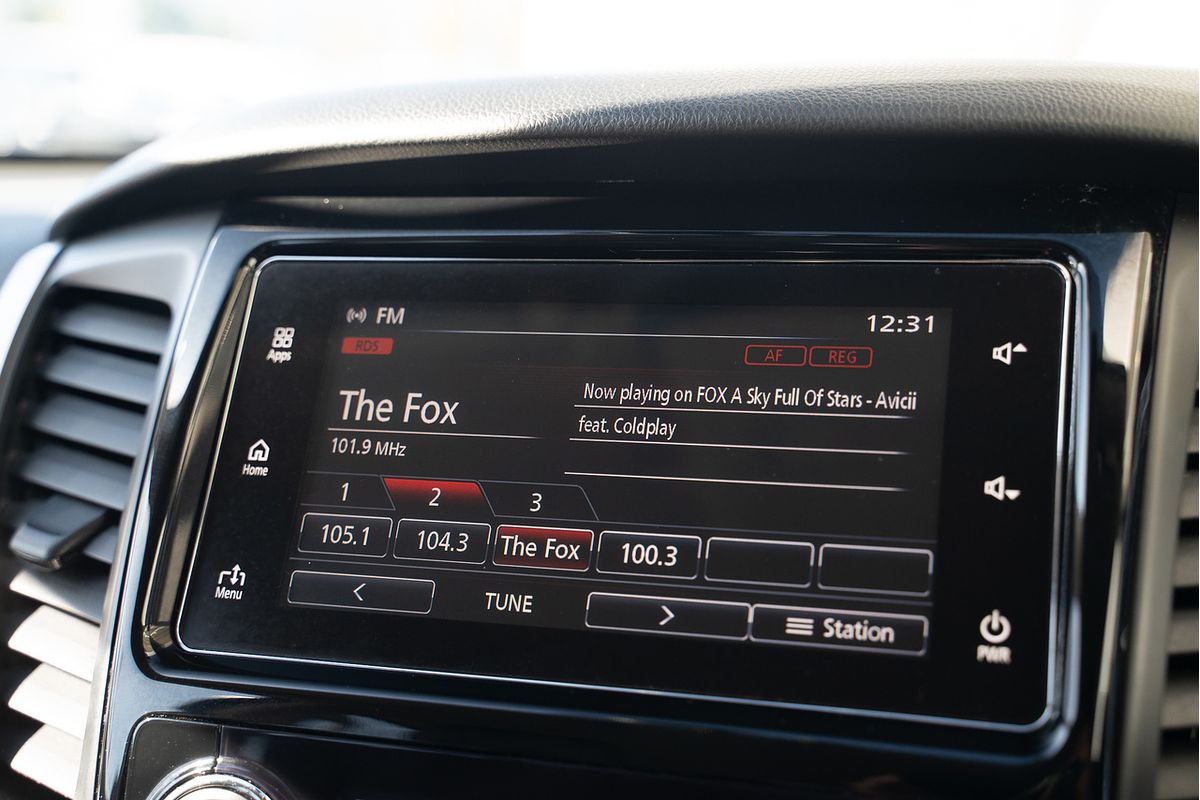 FM
12:31
Apps
RDS
AF REG
The Fox
Now playing on FOX A Sky Full Of Stars - Avicii
feat. Coldplay
101.9 MHz
Home
1 2 3
105.1 104.3 The Fox 100.3
Menu
< TUNE > Station
PWR